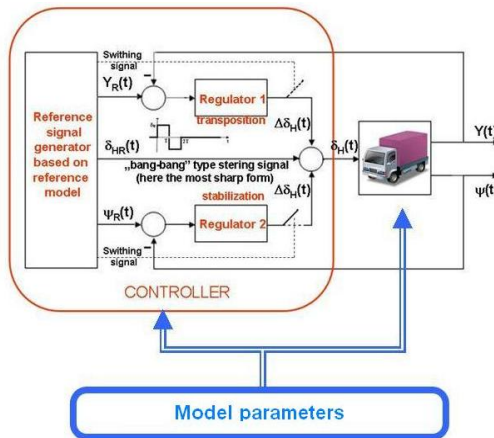 Swithing
signal
Y_R(t)
Regulator 1
transposition
Δδ_H(t)
Reference
signal
generator
based on
reference
model
δ_HR(t)
T 2T t
„bang-bang” type stering signal
(here the most sharp form)
δ_H(t)
Y(t)
Ψ(t)
Δδ_H(t)
stabilization
Ψ_R(t)
Regulator 2
Swithing
signal
CONTROLLER
Model parameters